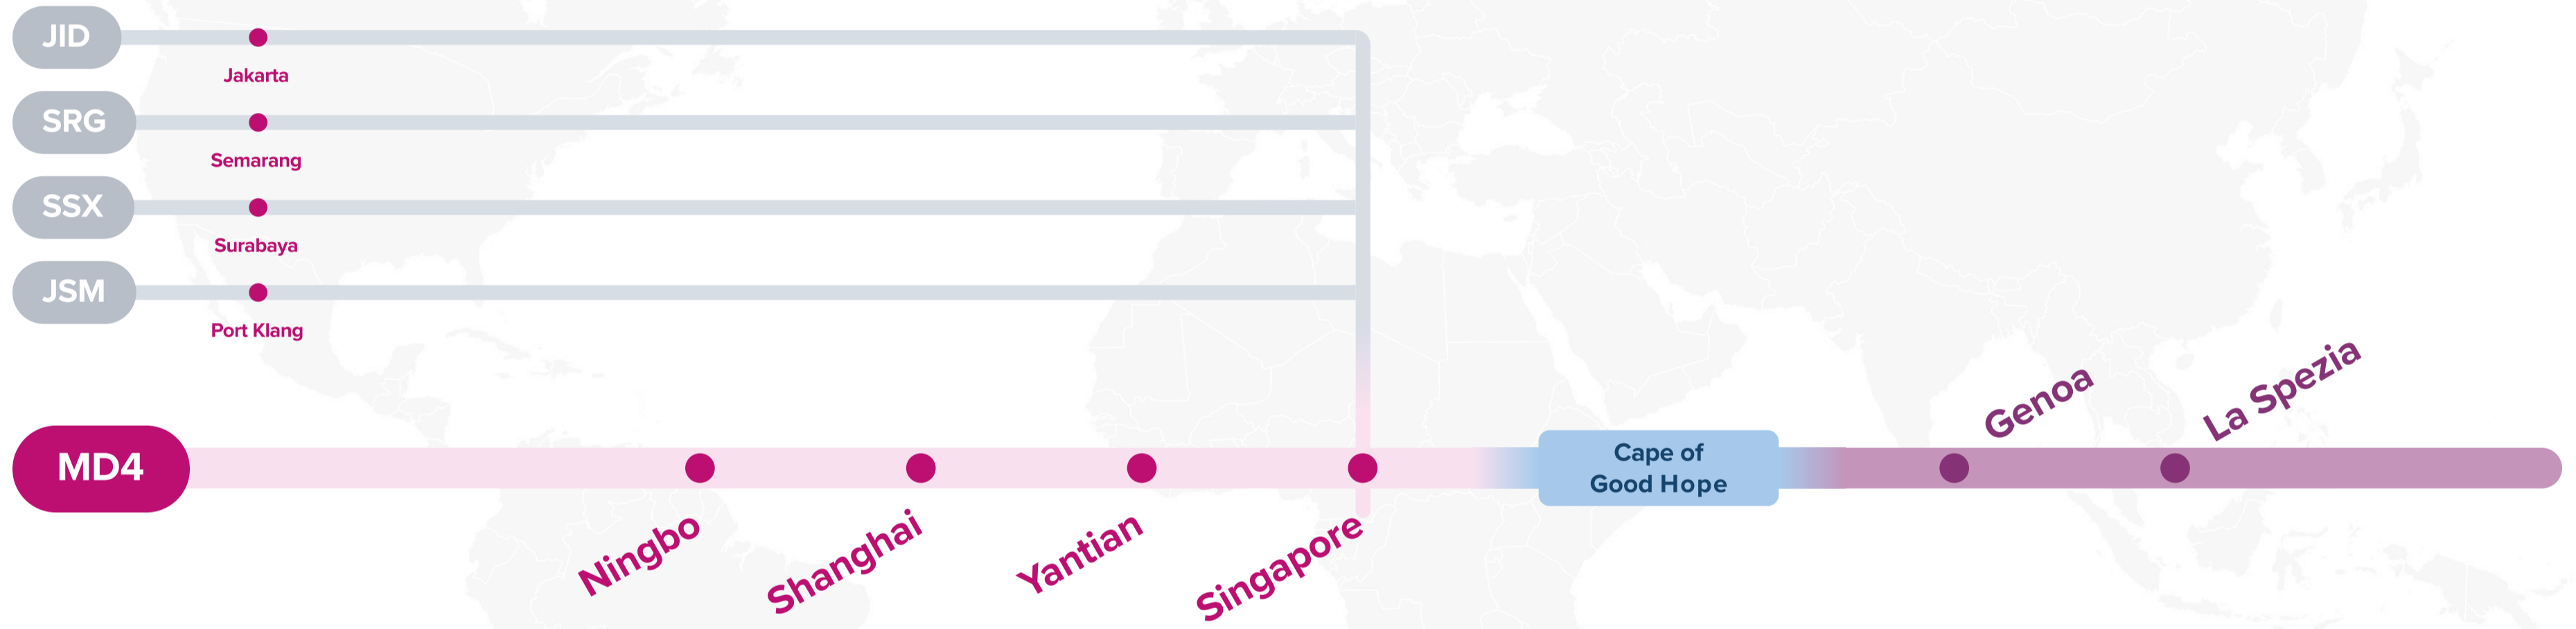 JID
Jakarta
SRG
Semarang
SSX
Surabaya
JSM
Port Klang
MD4
Ningbo
Shanghai
Yantian
Singapore
Cape of
Good Hope
Genoa
La Spezia